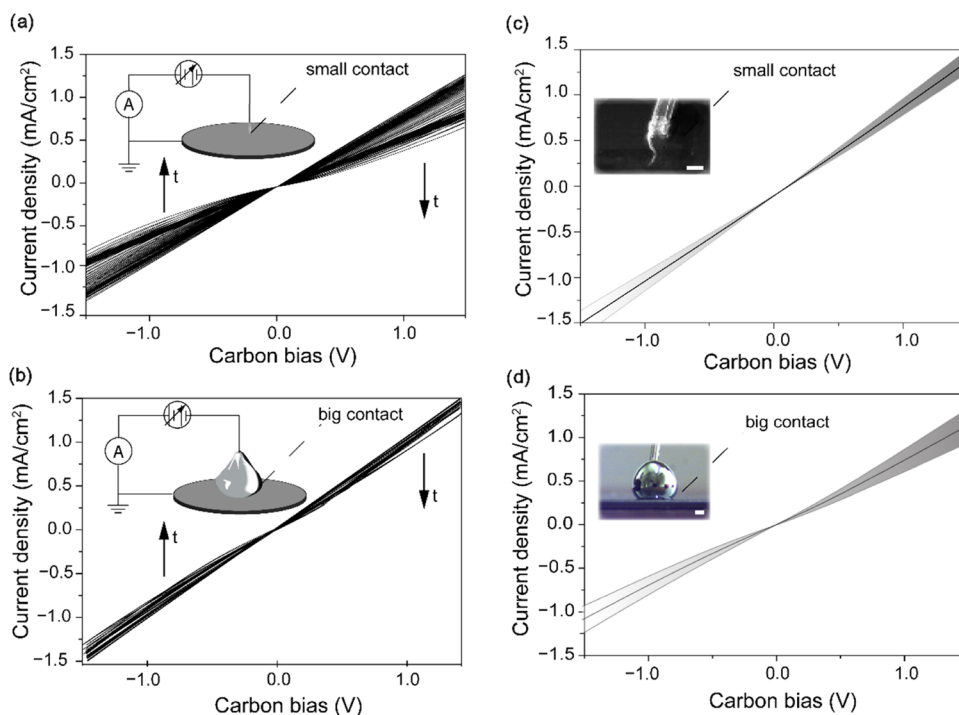 (a)
Current density (mA/cm²)
1.5
1.0
0.5
0.0
−0.5
−1.0
−1.5
A
small contact
t
t
−1.0
0.0
1.0
Carbon bias (V)
(b)
Current density (mA/cm²)
1.5
1.0
0.5
0.0
−0.5
−1.0
−1.5
A
big contact
t
t
−1.0
0.0
1.0
Carbon bias (V)
(c)
Current density (mA/cm²)
1.5
1.0
0.5
0.0
−0.5
−1.0
−1.5
small contact
−1.0
0.0
1.0
Carbon bias (V)
(d)
Current density (mA/cm²)
1.5
1.0
0.5
0.0
−0.5
−1.0
−1.5
big contact
−1.0
0.0
1.0
Carbon bias (V)